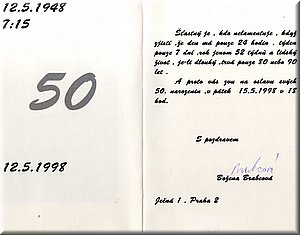 12.5.1948
7:15
50
12.5.1998
Šťastný je , kdo nelamentuje , když
zjistí že den má pouze 24 hodin , týden
pouze 7 dní ,rok jenom 52 týdnů a lidský
život , je-li dlouhý ,trvá pouze 80 nebo 90
let .
A proto vás zvu na oslavu svých
50. narozenin ,v pátek 15.5.1998 v 18
hod.
S pozdravem
Božena Brabcová
Ječná 1 , Praha 2